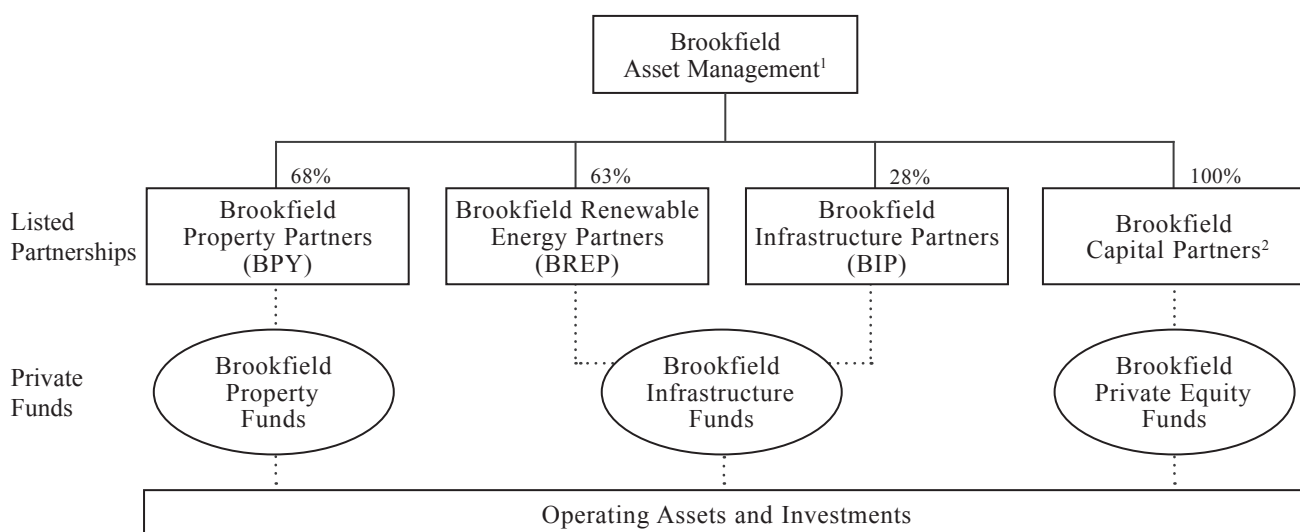 Brookfield
Asset Management¹
68%
63%
28%
100%
Listed
Partnerships
Brookfield
Property Partners
(BPY)
Brookfield Renewable
Energy Partners
(BREP)
Brookfield
Infrastructure Partners
(BIP)
Brookfield
Capital Partners²
Private
Funds
Brookfield
Property
Funds
Brookfield
Infrastructure
Funds
Brookfield
Private Equity
Funds
Operating Assets and Investments